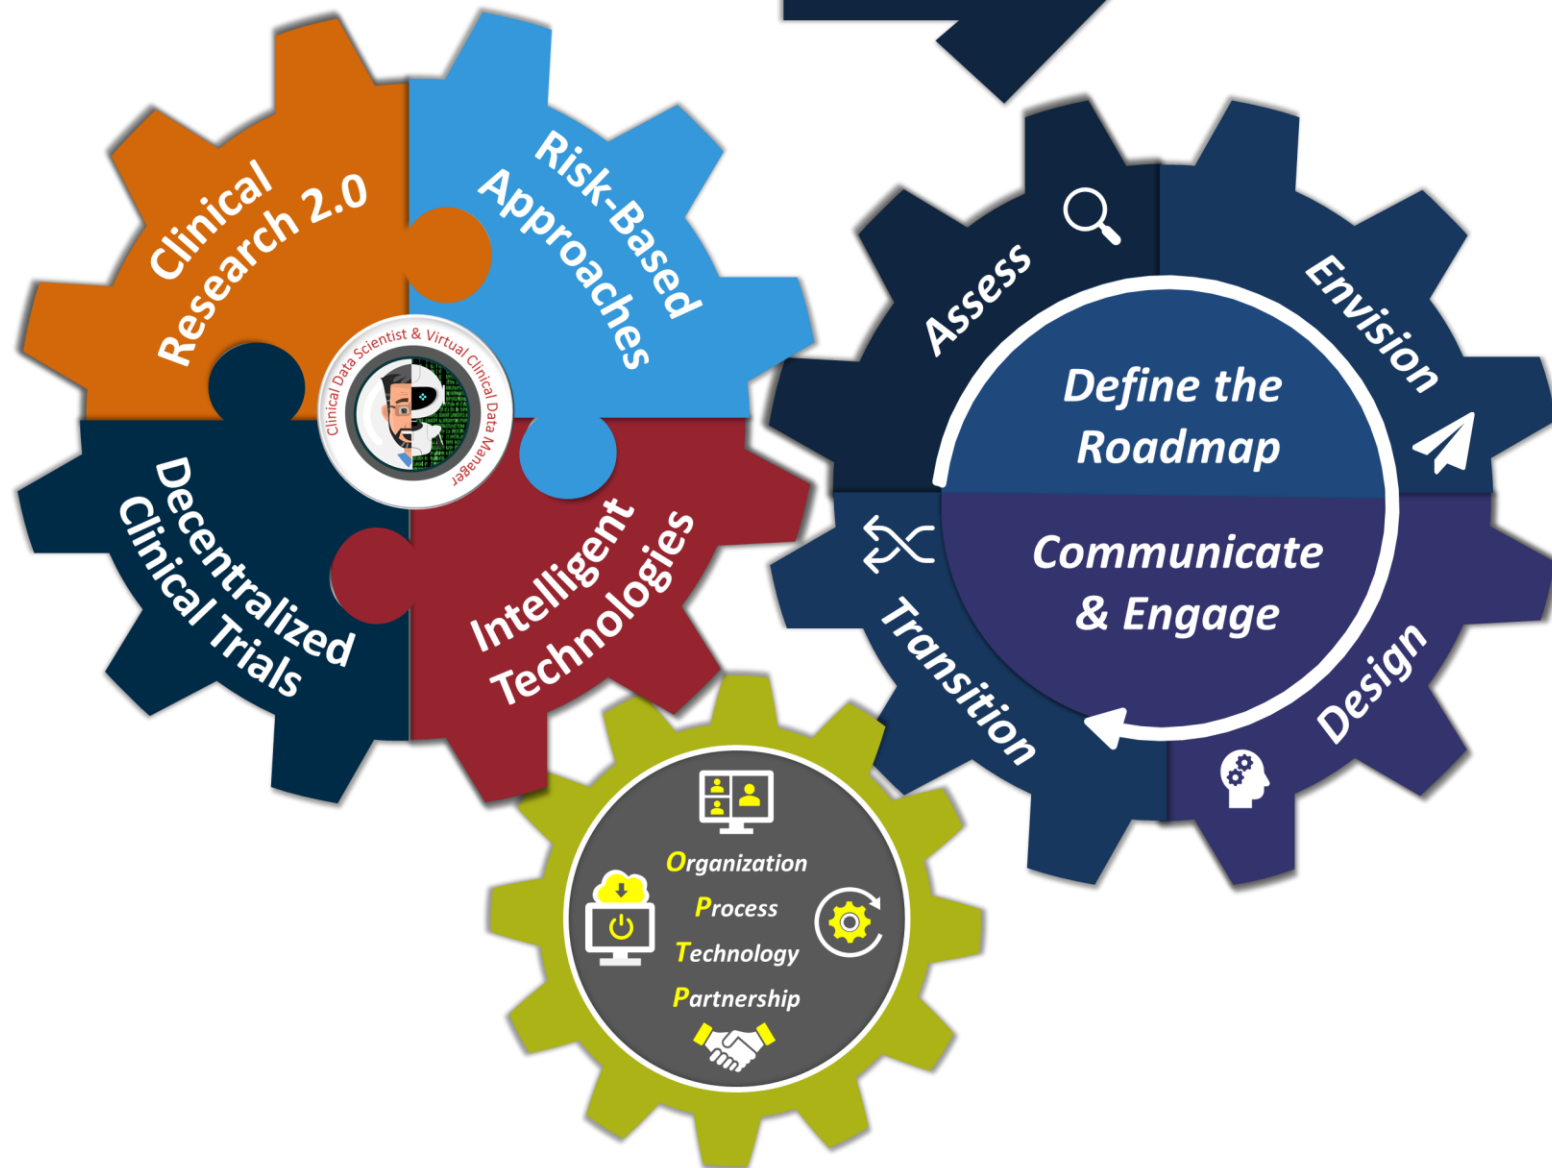 Clinical
Research 2.0
Risk-Based
Approaches
Clinical Data Scientist & Virtual Clinical Data Manager
Decentralized
Clinical Trials
Intelligent
Technologies
Assess
Envision
Define the
Roadmap
Communicate
& Engage
Transition
Design
Organization
Process
Technology
Partnership